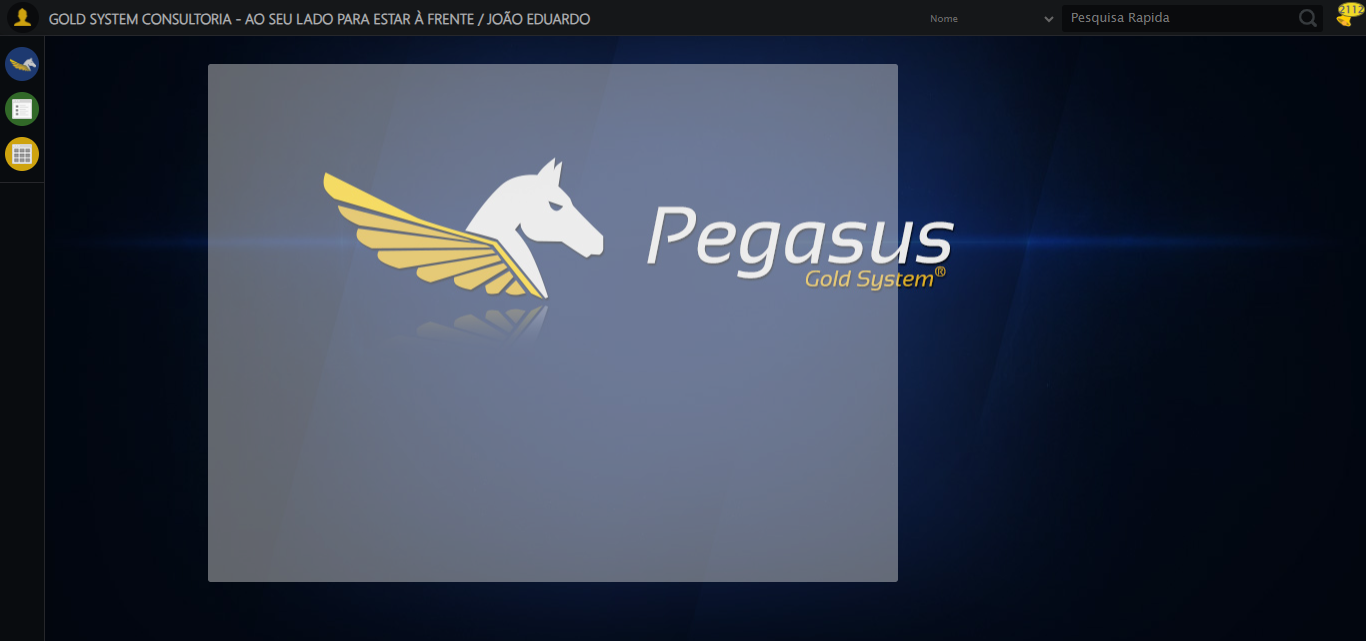 GOLD SYSTEM CONSULTORIA - AO SEU LADO PARA ESTAR À FRENTE / JOÃO EDUARDO
Nome
Pesquisa Rapida
2112
Pegasus
Gold System®